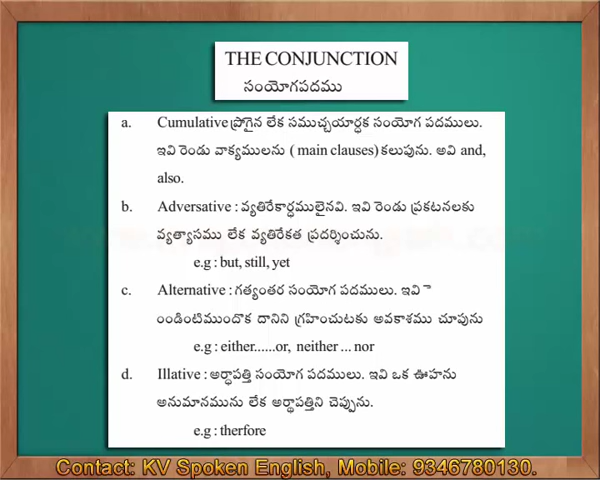 THE CONJUNCTION
సంయోగపదము
a. Cumulative ప్రోగైన లేక సముచ్చయార్థక సంయోగ పదములు.
ఇవి రెండు వాక్యములను ( main clauses) కలుపును. అవి and,
also.
b. Adversative : వ్యతిరేకార్థములైనవి. ఇవి రెండు ప్రకటనలకు
వ్యత్యాసము లేక వ్యతిరేకత ప్రదర్శించును.
e.g : but, still, yet
c. Alternative : గత్యంతర సంయోగ పదములు. ఇవి ె
ండింటిముందొక దానిని గ్రహించుటకు అవకాశము చూపును
e.g : either......or, neither ... nor
d. Illative : అర్థాపత్తి సంయోగ పదములు. ఇవి ఒక ఊహను
అనుమానమును లేక అర్థాపత్తిని చెప్పును.
e.g : therfore
Contact: KV Spoken English, Mobile: 9346780130.